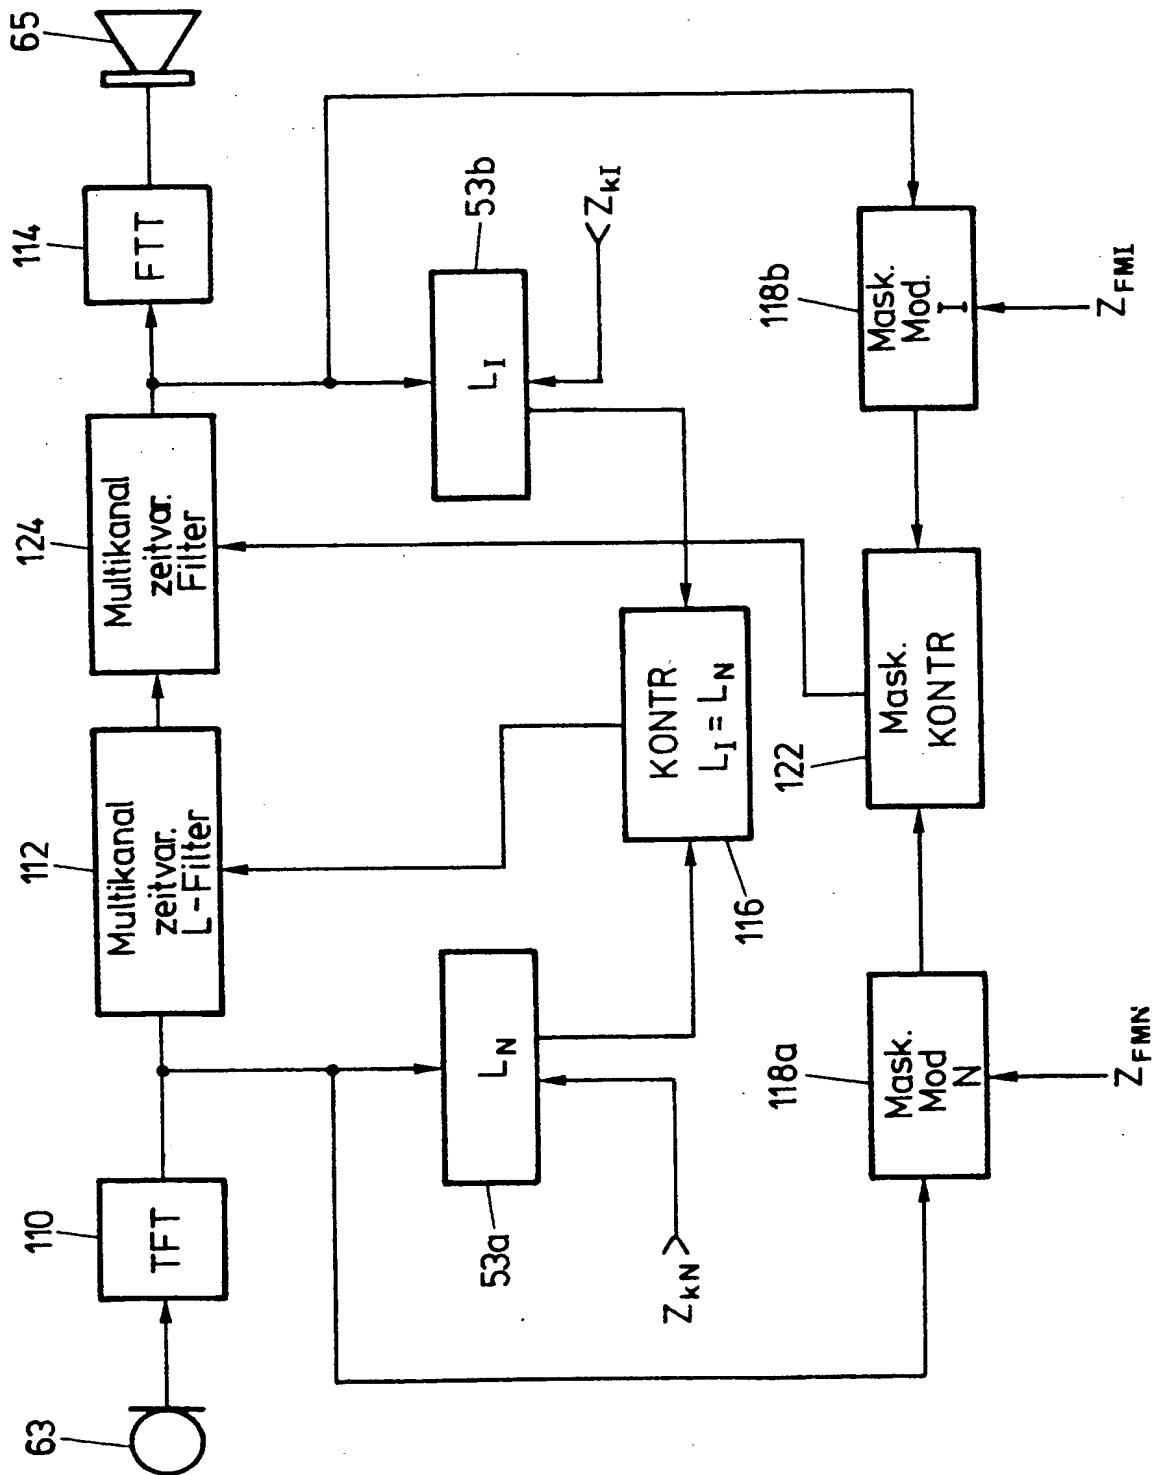 63
110
TFT
112
Multikanal
zeitvar.
L-Filter
124
Multikanal
zeitvar.
Filter
114
FTT
65
53a
L_N
Z_kN
116
KONTR
L_I = L_N
53b
L_I
Z_kI
118a
Mask.
Mod
N
Z_FMN
122
Mask.
KONTR
118b
Mask.
Mod.
I
Z_FMI